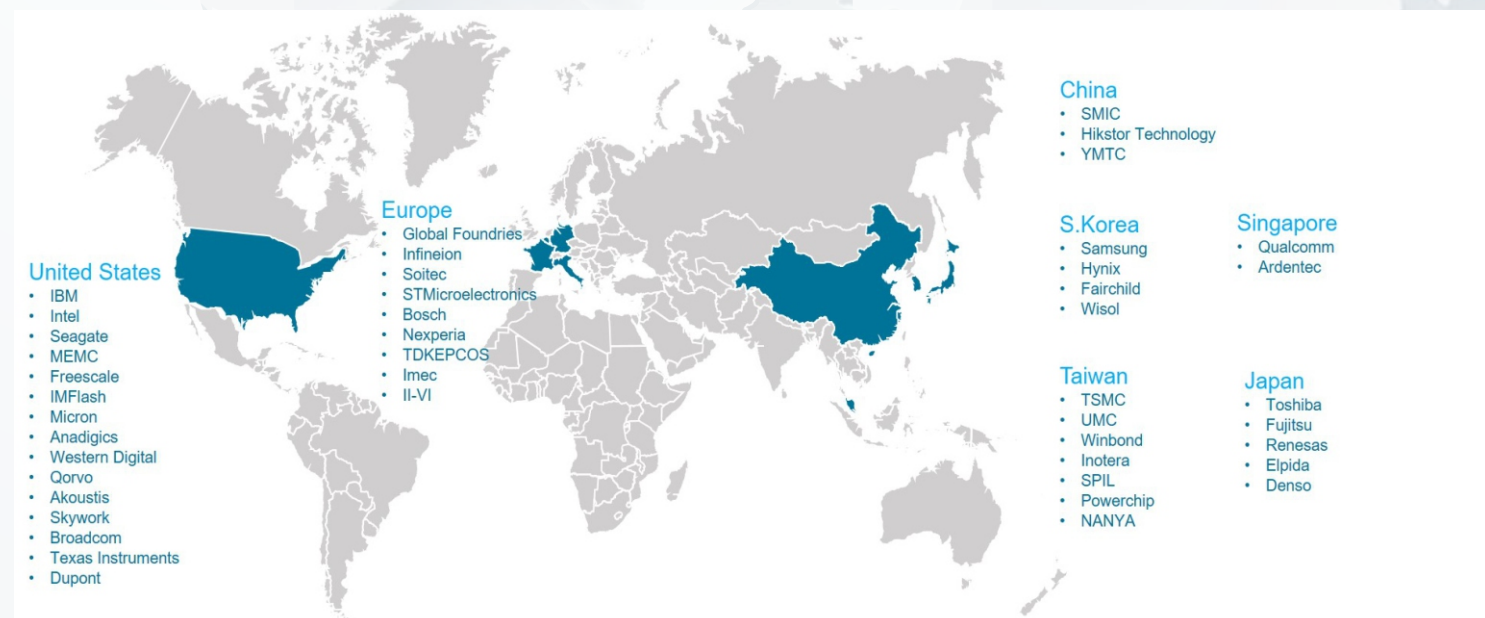 United States
• IBM
• Intel
• Seagate
• MEMC
• Freescale
• IMFlash
• Micron
• Anadigics
• Western Digital
• Qorvo
• Akoustis
• Skywork
• Broadcom
• Texas Instruments
• Dupont
Europe
• Global Foundries
• Infineion
• Soitec
• STMicroelectronics
• Bosch
• Nexperia
• TDKEPCOS
• Imec
• II-VI
China
• SMIC
• Hikstor Technology
• YMTC
S.Korea
• Samsung
• Hynix
• Fairchild
• Wisol
Singapore
• Qualcomm
• Ardentec
Taiwan
• TSMC
• UMC
• Winbond
• Inotera
• SPIL
• Powerchip
• NANYA
Japan
• Toshiba
• Fujitsu
• Renesas
• Elpida
• Denso